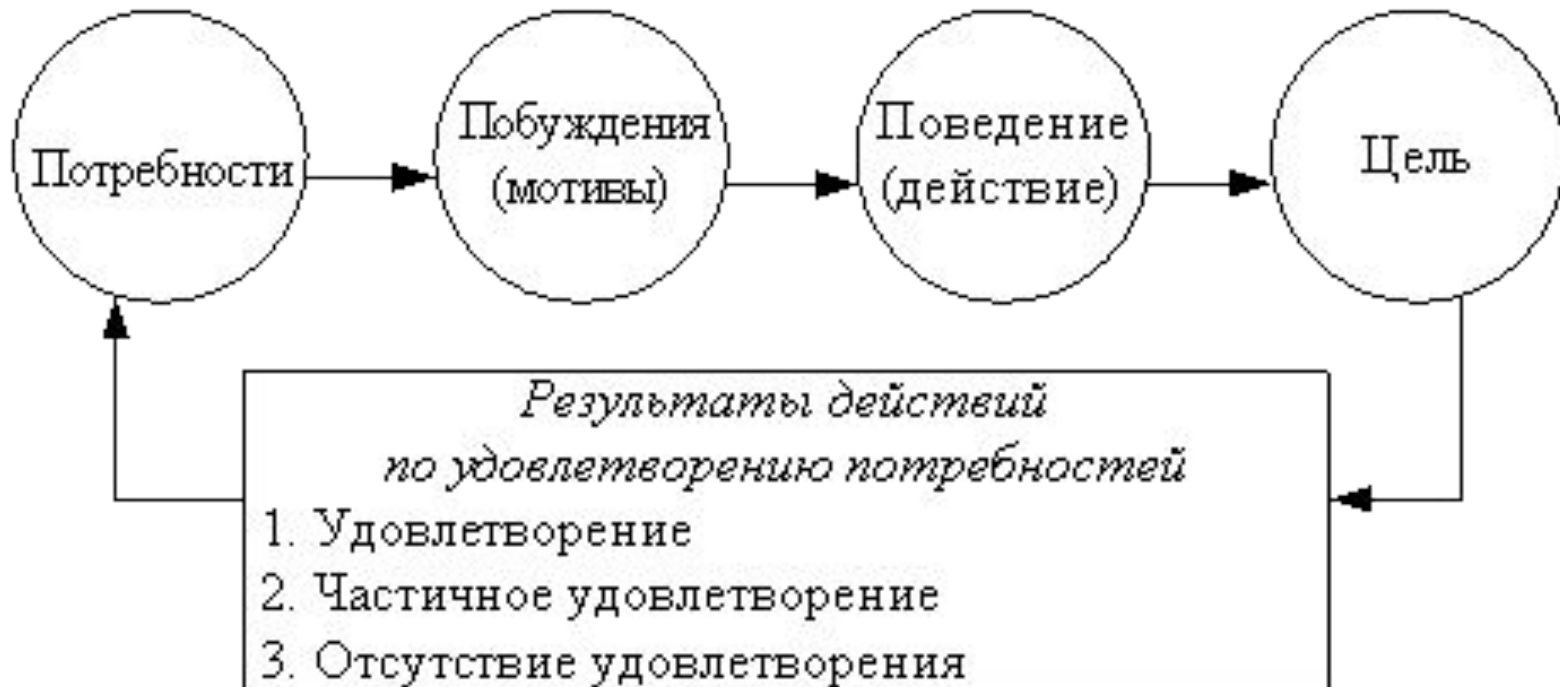 Потребности
Побуждения
(мотивы)
Поведение
(действие)
Цель
Результаты действий
по удовлетворению потребностей
1. Удовлетворение
2. Частичное удовлетворение
3. Отсутствие удовлетворения